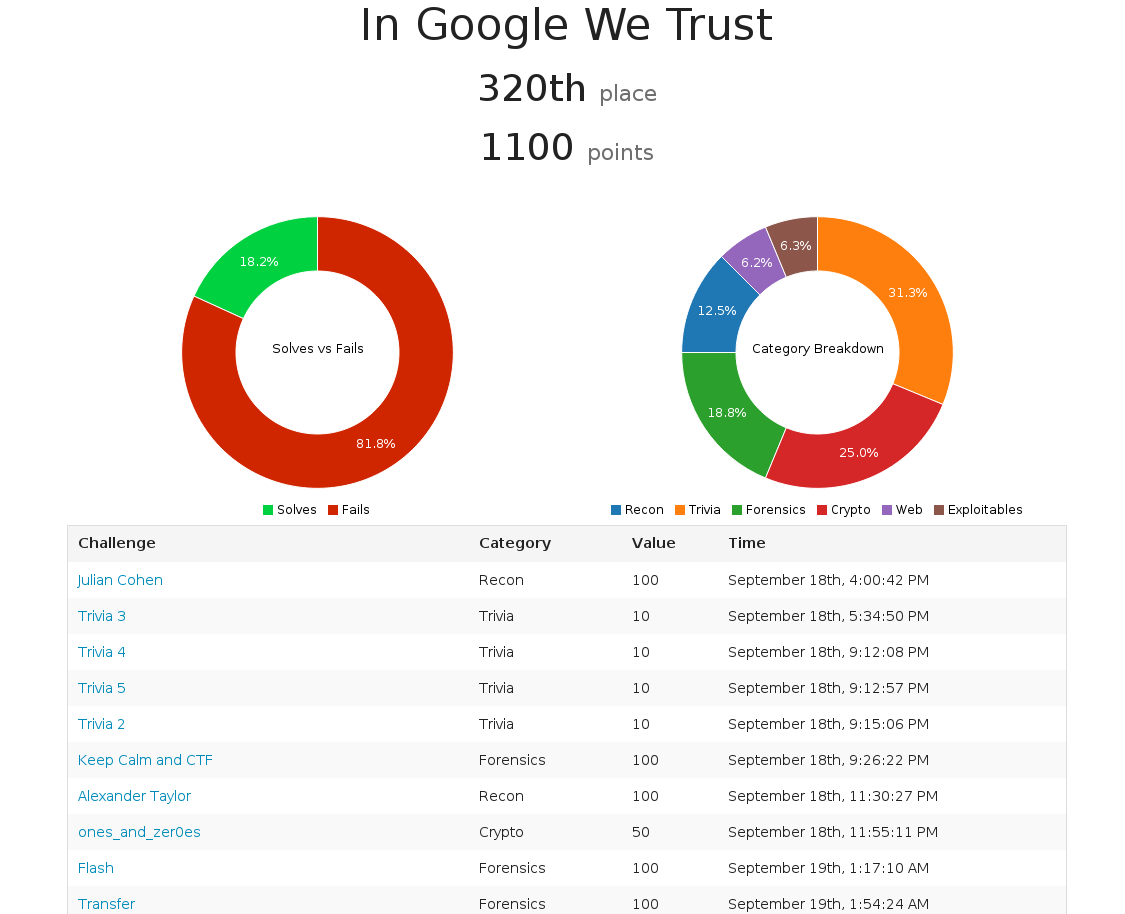 In Google We Trust
320th place
1100 points
18.2%
Solves vs Fails
81.8%
Solves Fails
6.3%
6.2%
31.3%
12.5%
Category Breakdown
18.8%
25.0%
Recon Trivia Forensics Crypto Web Exploitables
Challenge Category Value Time
Julian Cohen Recon 100 September 18th, 4:00:42 PM
Trivia 3 Trivia 10 September 18th, 5:34:50 PM
Trivia 4 Trivia 10 September 18th, 9:12:08 PM
Trivia 5 Trivia 10 September 18th, 9:12:57 PM
Trivia 2 Trivia 10 September 18th, 9:15:06 PM
Keep Calm and CTF Forensics 100 September 18th, 9:26:22 PM
Alexander Taylor Recon 100 September 18th, 11:30:27 PM
ones_and_zer0es Crypto 50 September 18th, 11:55:11 PM
Flash Forensics 100 September 19th, 1:17:10 AM
Transfer Forensics 100 September 19th, 1:54:24 AM